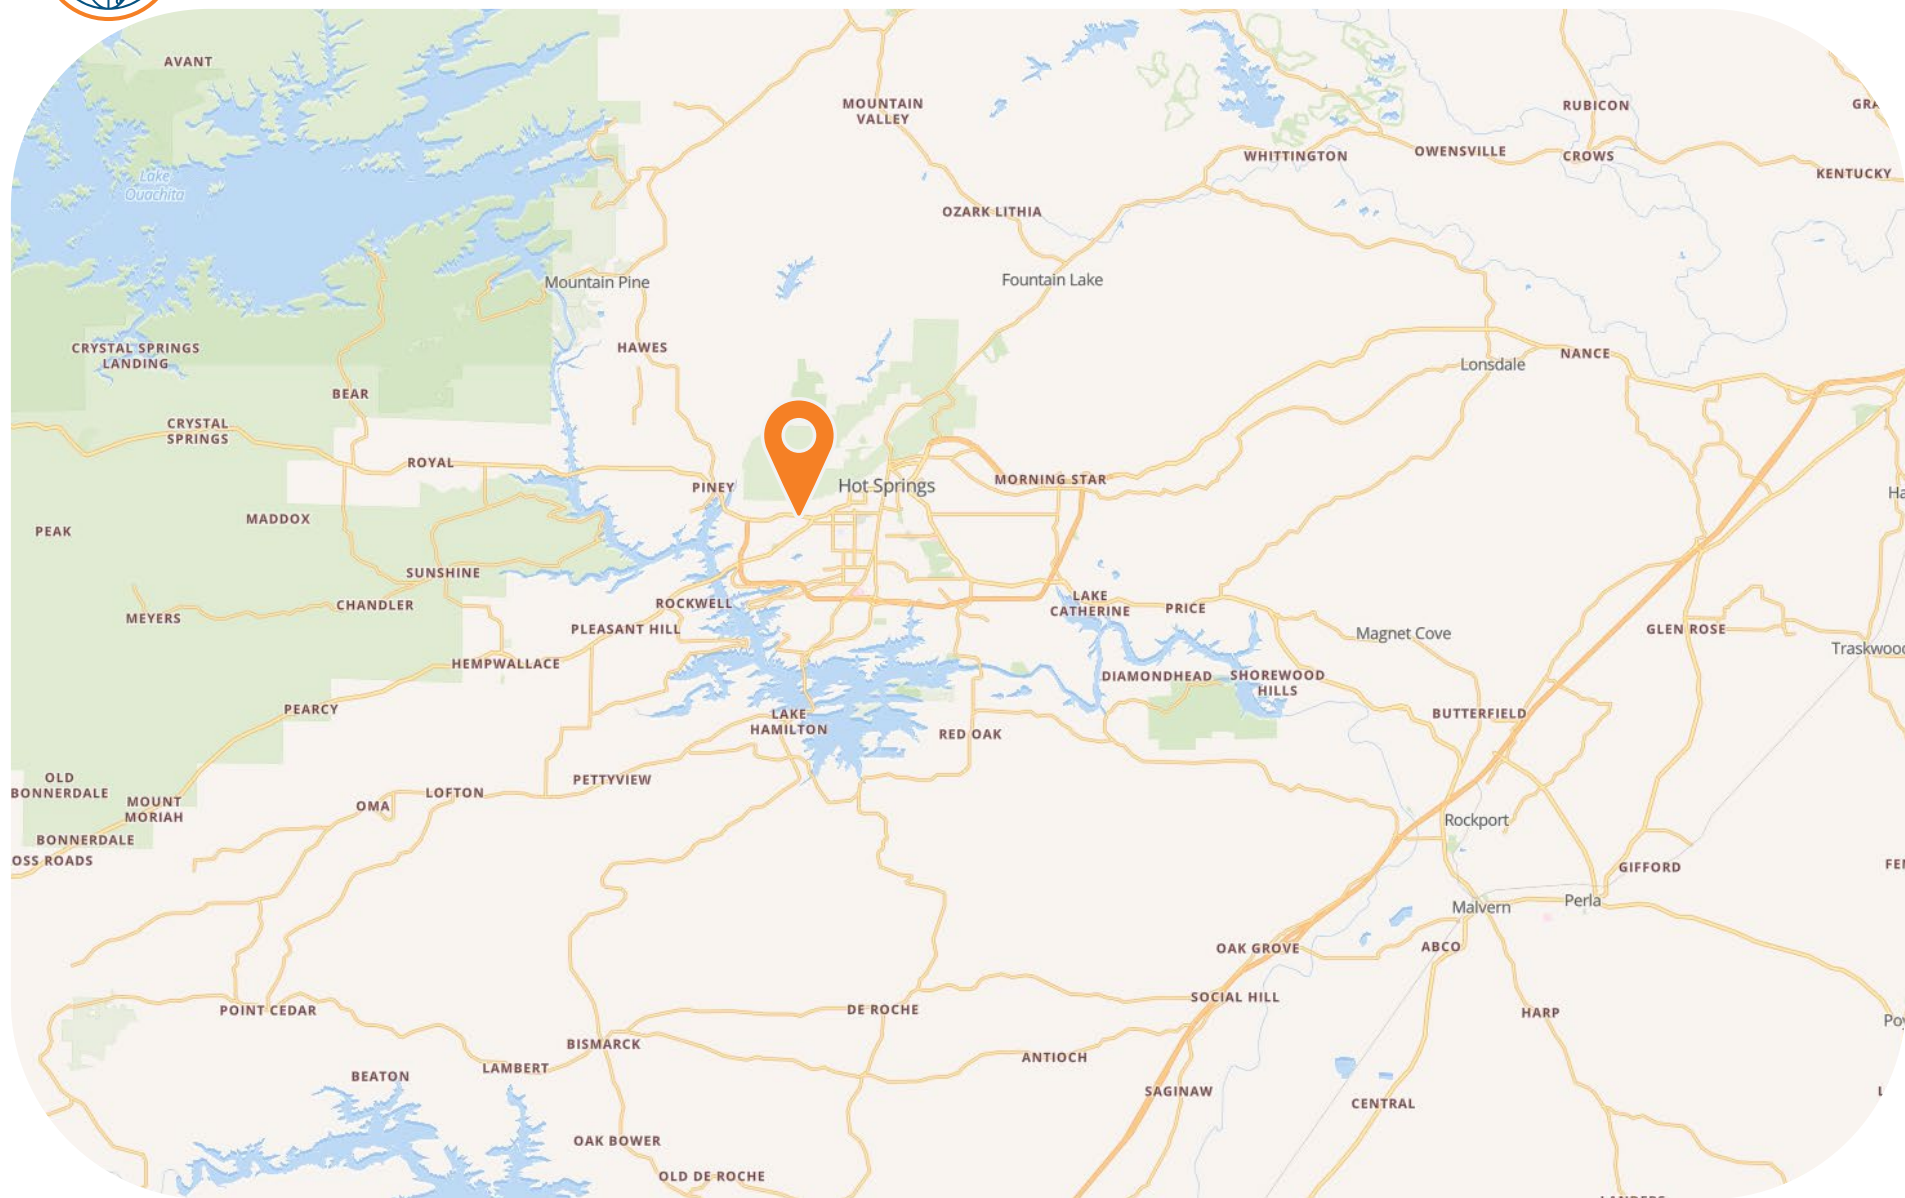 AVANT
MOUNTAIN
VALLEY
RUBICON
WHITTINGTON
OWENSVILLE
CROWS
KENTUCKY
Lake
Ouachita
OZARK LITHIA
Mountain Pine
Fountain Lake
CRYSTAL SPRINGS
LANDING
HAWES
NANCE
Lonsdale
BEAR
CRYSTAL
SPRINGS
ROYAL
PINEY
Hot Springs
MORNING STAR
PEAK
MADDOX
SUNSHINE
CHANDLER
MEYERS
ROCKWELL
LAKE
CATHERINE
PRICE
PLEASANT HILL
Magnet Cove
GLEN ROSE
Traskwood
HEMPWALLACE
DIAMONDHEAD
SHOREWOOD
HILLS
PEARCY
LAKE
HAMILTON
RED OAK
BUTTERFIELD
OLD
BONNERDALE
PETTYVIEW
LOFTON
OMA
MOUNT
MORIAH
Rockport
BONNERDALE
OSS ROADS
GIFFORD
Malvern
Perla
ABCO
OAK GROVE
SOCIAL HILL
POINT CEDAR
DE ROCHE
HARP
BISMARCK
ANTIOCH
LAMBERT
BEATON
SAGINAW
CENTRAL
OAK BOWER
OLD DE ROCHE